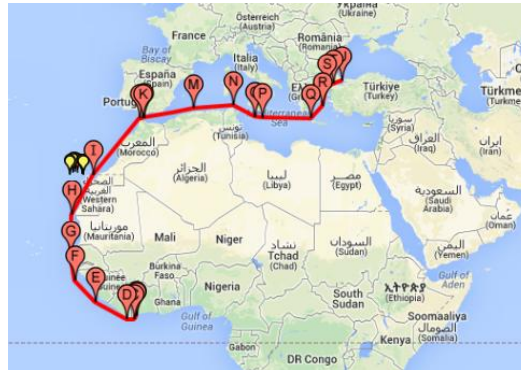 Україна
(Ukraine)
Österreich
(Austria)
France
România
(Romania)
Bay of
Biscay
Italia
(Italy)
S
J
España
(Spain)
M
N
R
Portugal
K
P
Q
Türkiye
(Turkey)
Türkme
(Turkm
Sea
تونس
(Tunisia)
سوريا
(Syria)
العراق
(Iraq)
ایران
(Iran)
I
المغرب
(Morocco)
الجزائر
(Algeria)
ليبيا
(Libya)
مصر
(Egypt)
H
Western
Sahara)
السعودية
(Saudi
Arabia)
عمان
(Oman)
G
موريتانيا
(Mauritania)
Mali
Niger
تشاد
Tchad
(Chad)
السودان
(Sudan)
اليمن
(Yemen)
F
Burkina
Faso
Gulf of
Aden
E
Guinée
D
Ghana
Nigeria
South
Sudan
ኢትዮጵያ
(Ethiopia)
Gulf of
Guinea
Soomaaliya
الصومال
(Somalia)
Kenya
Gabon
DR Congo